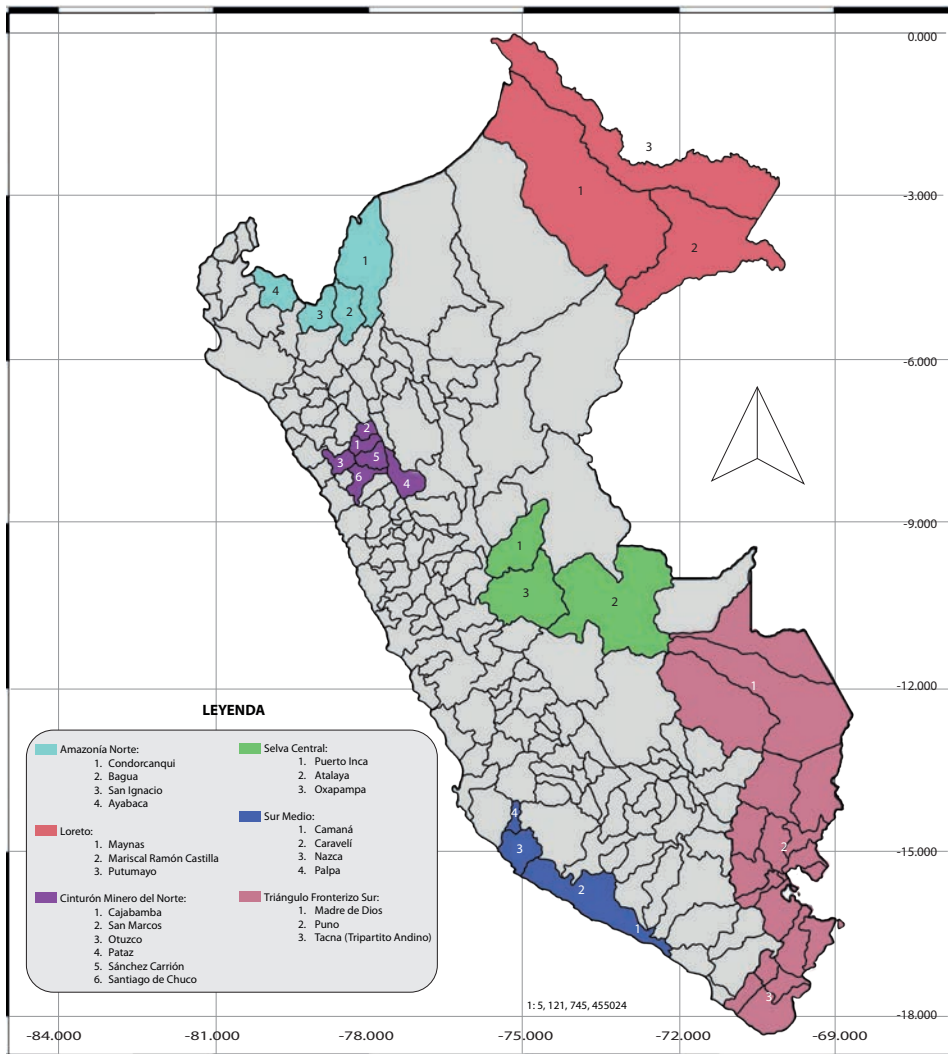 0.000
3
1
2
-3.000
1
4
3
2
-6.000
2
1
3
5
6
4
-9.000
1
3
2
1
-12.000
LEYENDA
Amazonía Norte:
1. Condorcanqui
2. Bagua
3. San Ignacio
4. Ayabaca
Loreto:
1. Maynas
2. Mariscal Ramón Castilla
3. Putumayo
Cinturón Minero del Norte:
1. Cajabamba
2. San Marcos
3. Otuzco
4. Pataz
5. Sánchez Carrión
6. Santiago de Chuco
Selva Central:
1. Puerto Inca
2. Atalaya
3. Oxapampa
Sur Medio:
1. Camaná
2. Caravelí
3. Nazca
4. Palpa
Triángulo Fronterizo Sur:
1. Madre de Dios
2. Puno
3. Tacna (Tripartito Andino)
4
3
2
1
2
-15.000
3
1: 5, 121, 745, 455024
-18.000
-84.000 -81.000 -78.000 -75.000 -72.000 -69.000